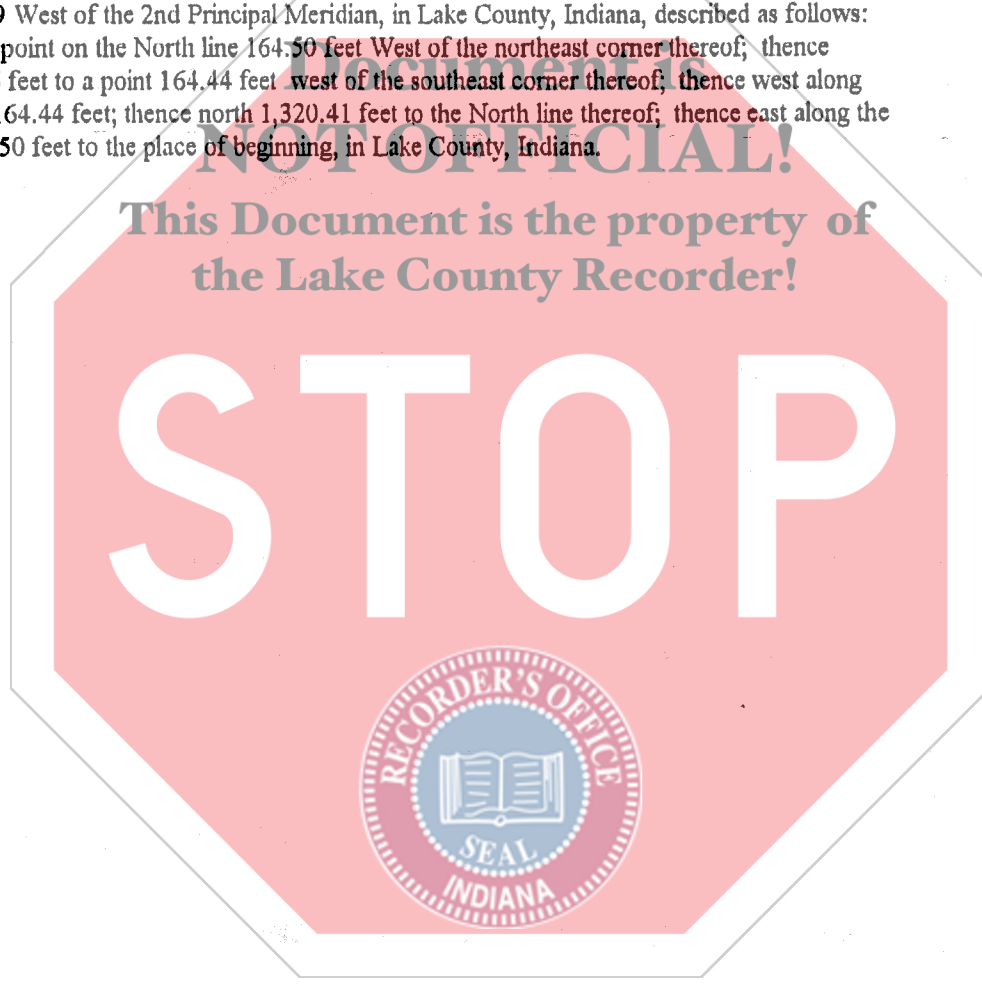 9 West of the 2nd Principal Meridian, in Lake County, Indiana, described as follows:
point on the North line 164.50 feet West of the northeast corner thereof; thence
feet to a point 164.44 feet west of the southeast corner thereof; thence west along
64.44 feet; thence north 1,320.41 feet to the North line thereof; thence east along the
50 feet to the place of beginning, in Lake County, Indiana.
Document is
NOT OFFICIAL!
This Document is the property of
the Lake County Recorder!
STOP
RECORDER'S OFFICE
SEAL
INDIANA